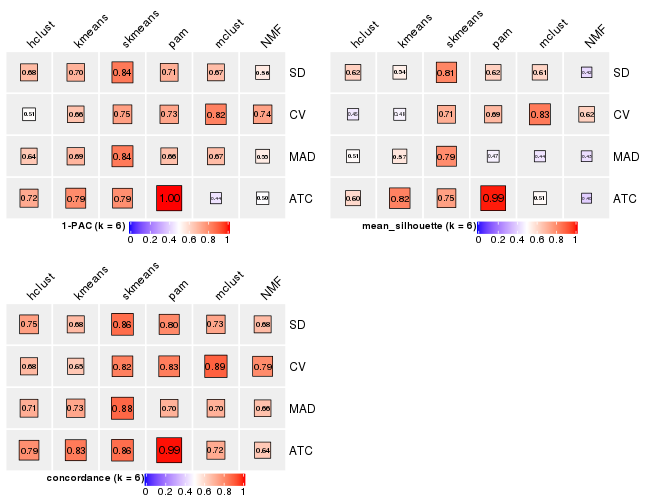 hclust kmeans skmeans pam mclust NMF
0.68 0.70 0.84 0.71 0.67 0.56 SD
0.51 0.66 0.75 0.73 0.82 0.74 CV
0.64 0.69 0.84 0.66 0.67 0.55 MAD
0.72 0.79 0.79 1.00 0.44 0.50 ATC
1-PAC (k = 6)
0 0.2 0.4 0.6 0.8 1
hclust kmeans skmeans pam mclust NMF
0.62 0.54 0.81 0.62 0.61 SD
0.71 0.69 0.83 0.62 CV
0.51 0.57 0.79 0.47 0.44 MAD
0.60 0.82 0.75 0.99 0.51 ATC
mean_silhouette (k = 6)
0 0.2 0.4 0.6 0.8 1
hclust kmeans skmeans pam mclust NMF
0.75 0.68 0.86 0.80 0.73 0.68 SD
0.68 0.82 0.83 0.89 0.79 CV
0.71 0.73 0.88 0.70 0.70 0.66 MAD
0.79 0.83 0.86 0.99 0.72 0.64 ATC
concordance (k = 6)
0 0.2 0.4 0.6 0.8 1